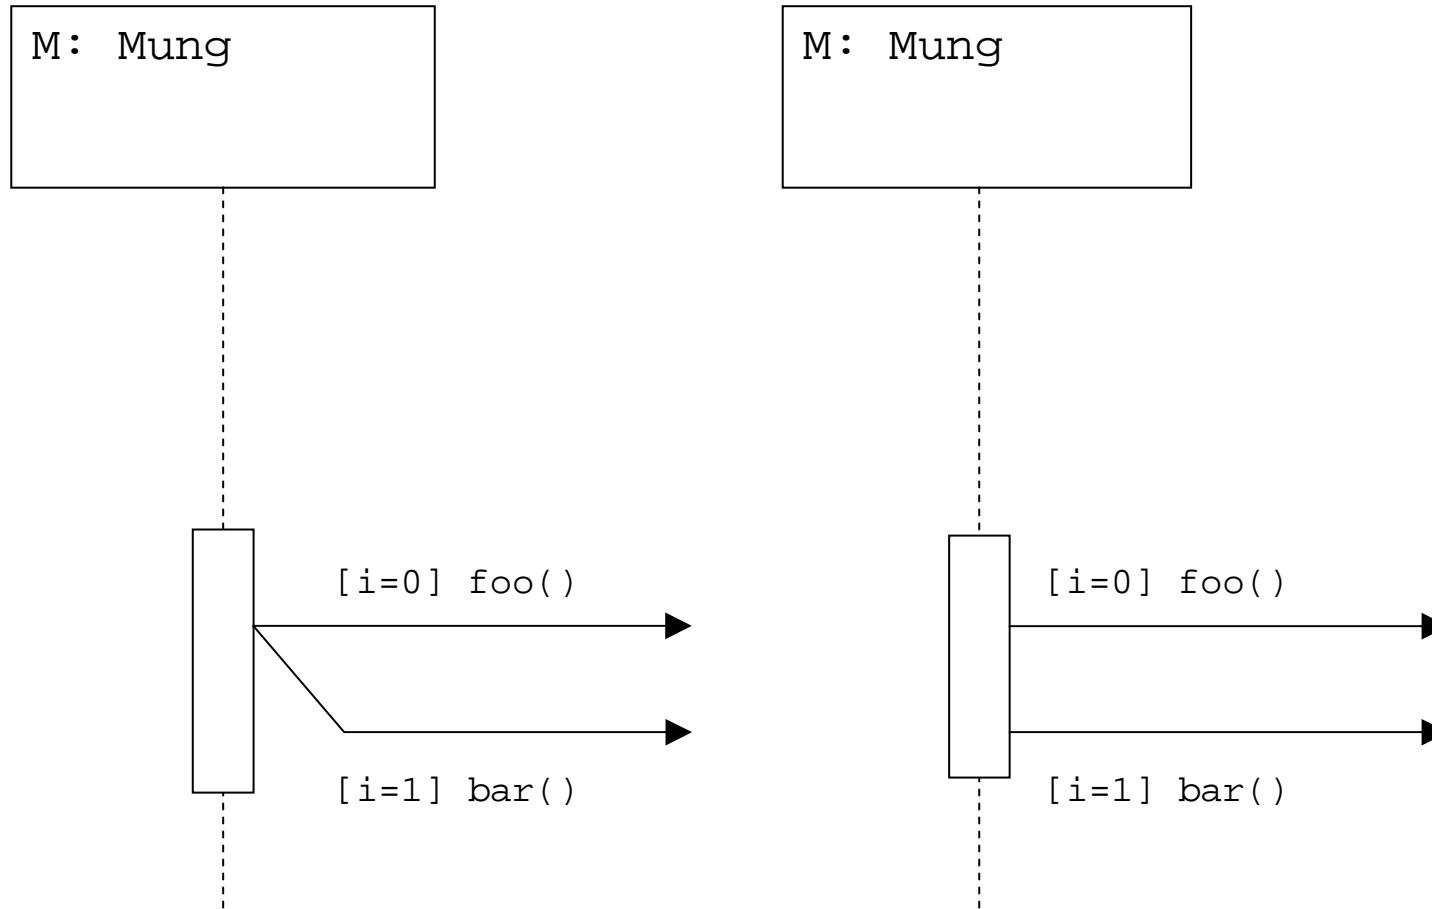 M: Mung
M: Mung
[i=0] foo()
[i=0] foo()
[i=1] bar()
[i=1] bar()